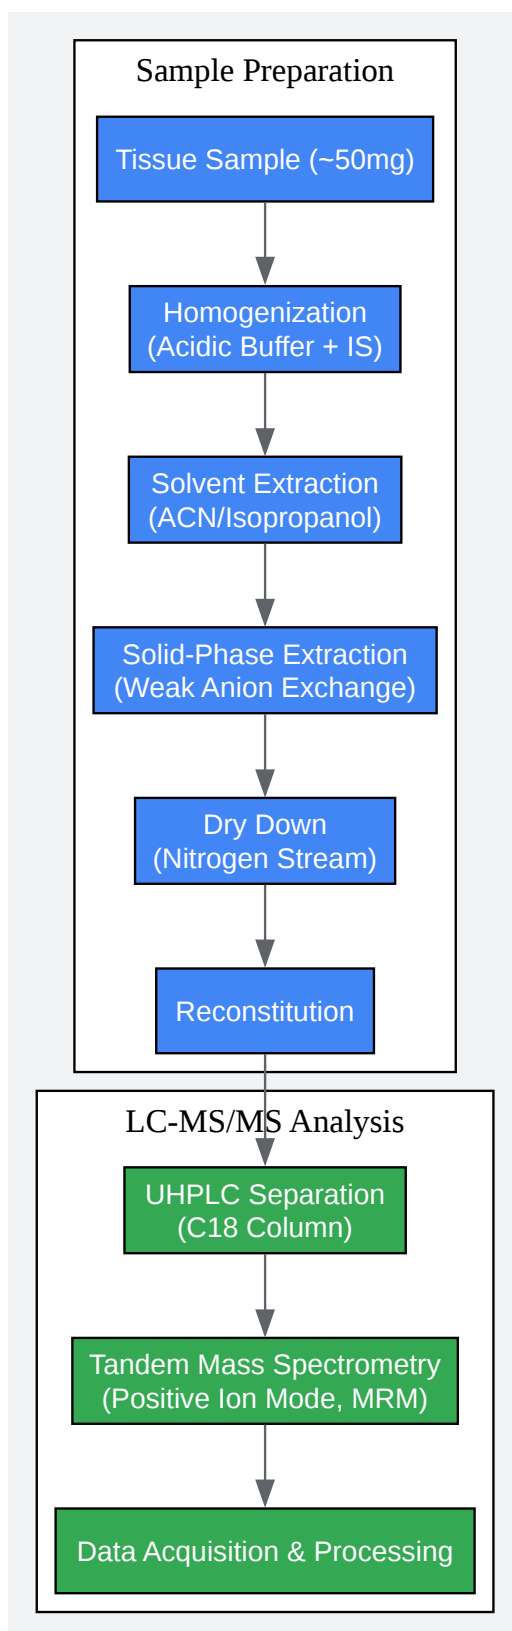 Sample Preparation
Tissue Sample (~50mg)
Homogenization
(Acidic Buffer + IS)
Solvent Extraction
(ACN/Isopropanol)
Solid-Phase Extraction
(Weak Anion Exchange)
Dry Down
(Nitrogen Stream)
Reconstitution
LC-MS/MS Analysis
UHPLC Separation
(C18 Column)
Tandem Mass Spectrometry
(Positive Ion Mode, MRM)
Data Acquisition & Processing